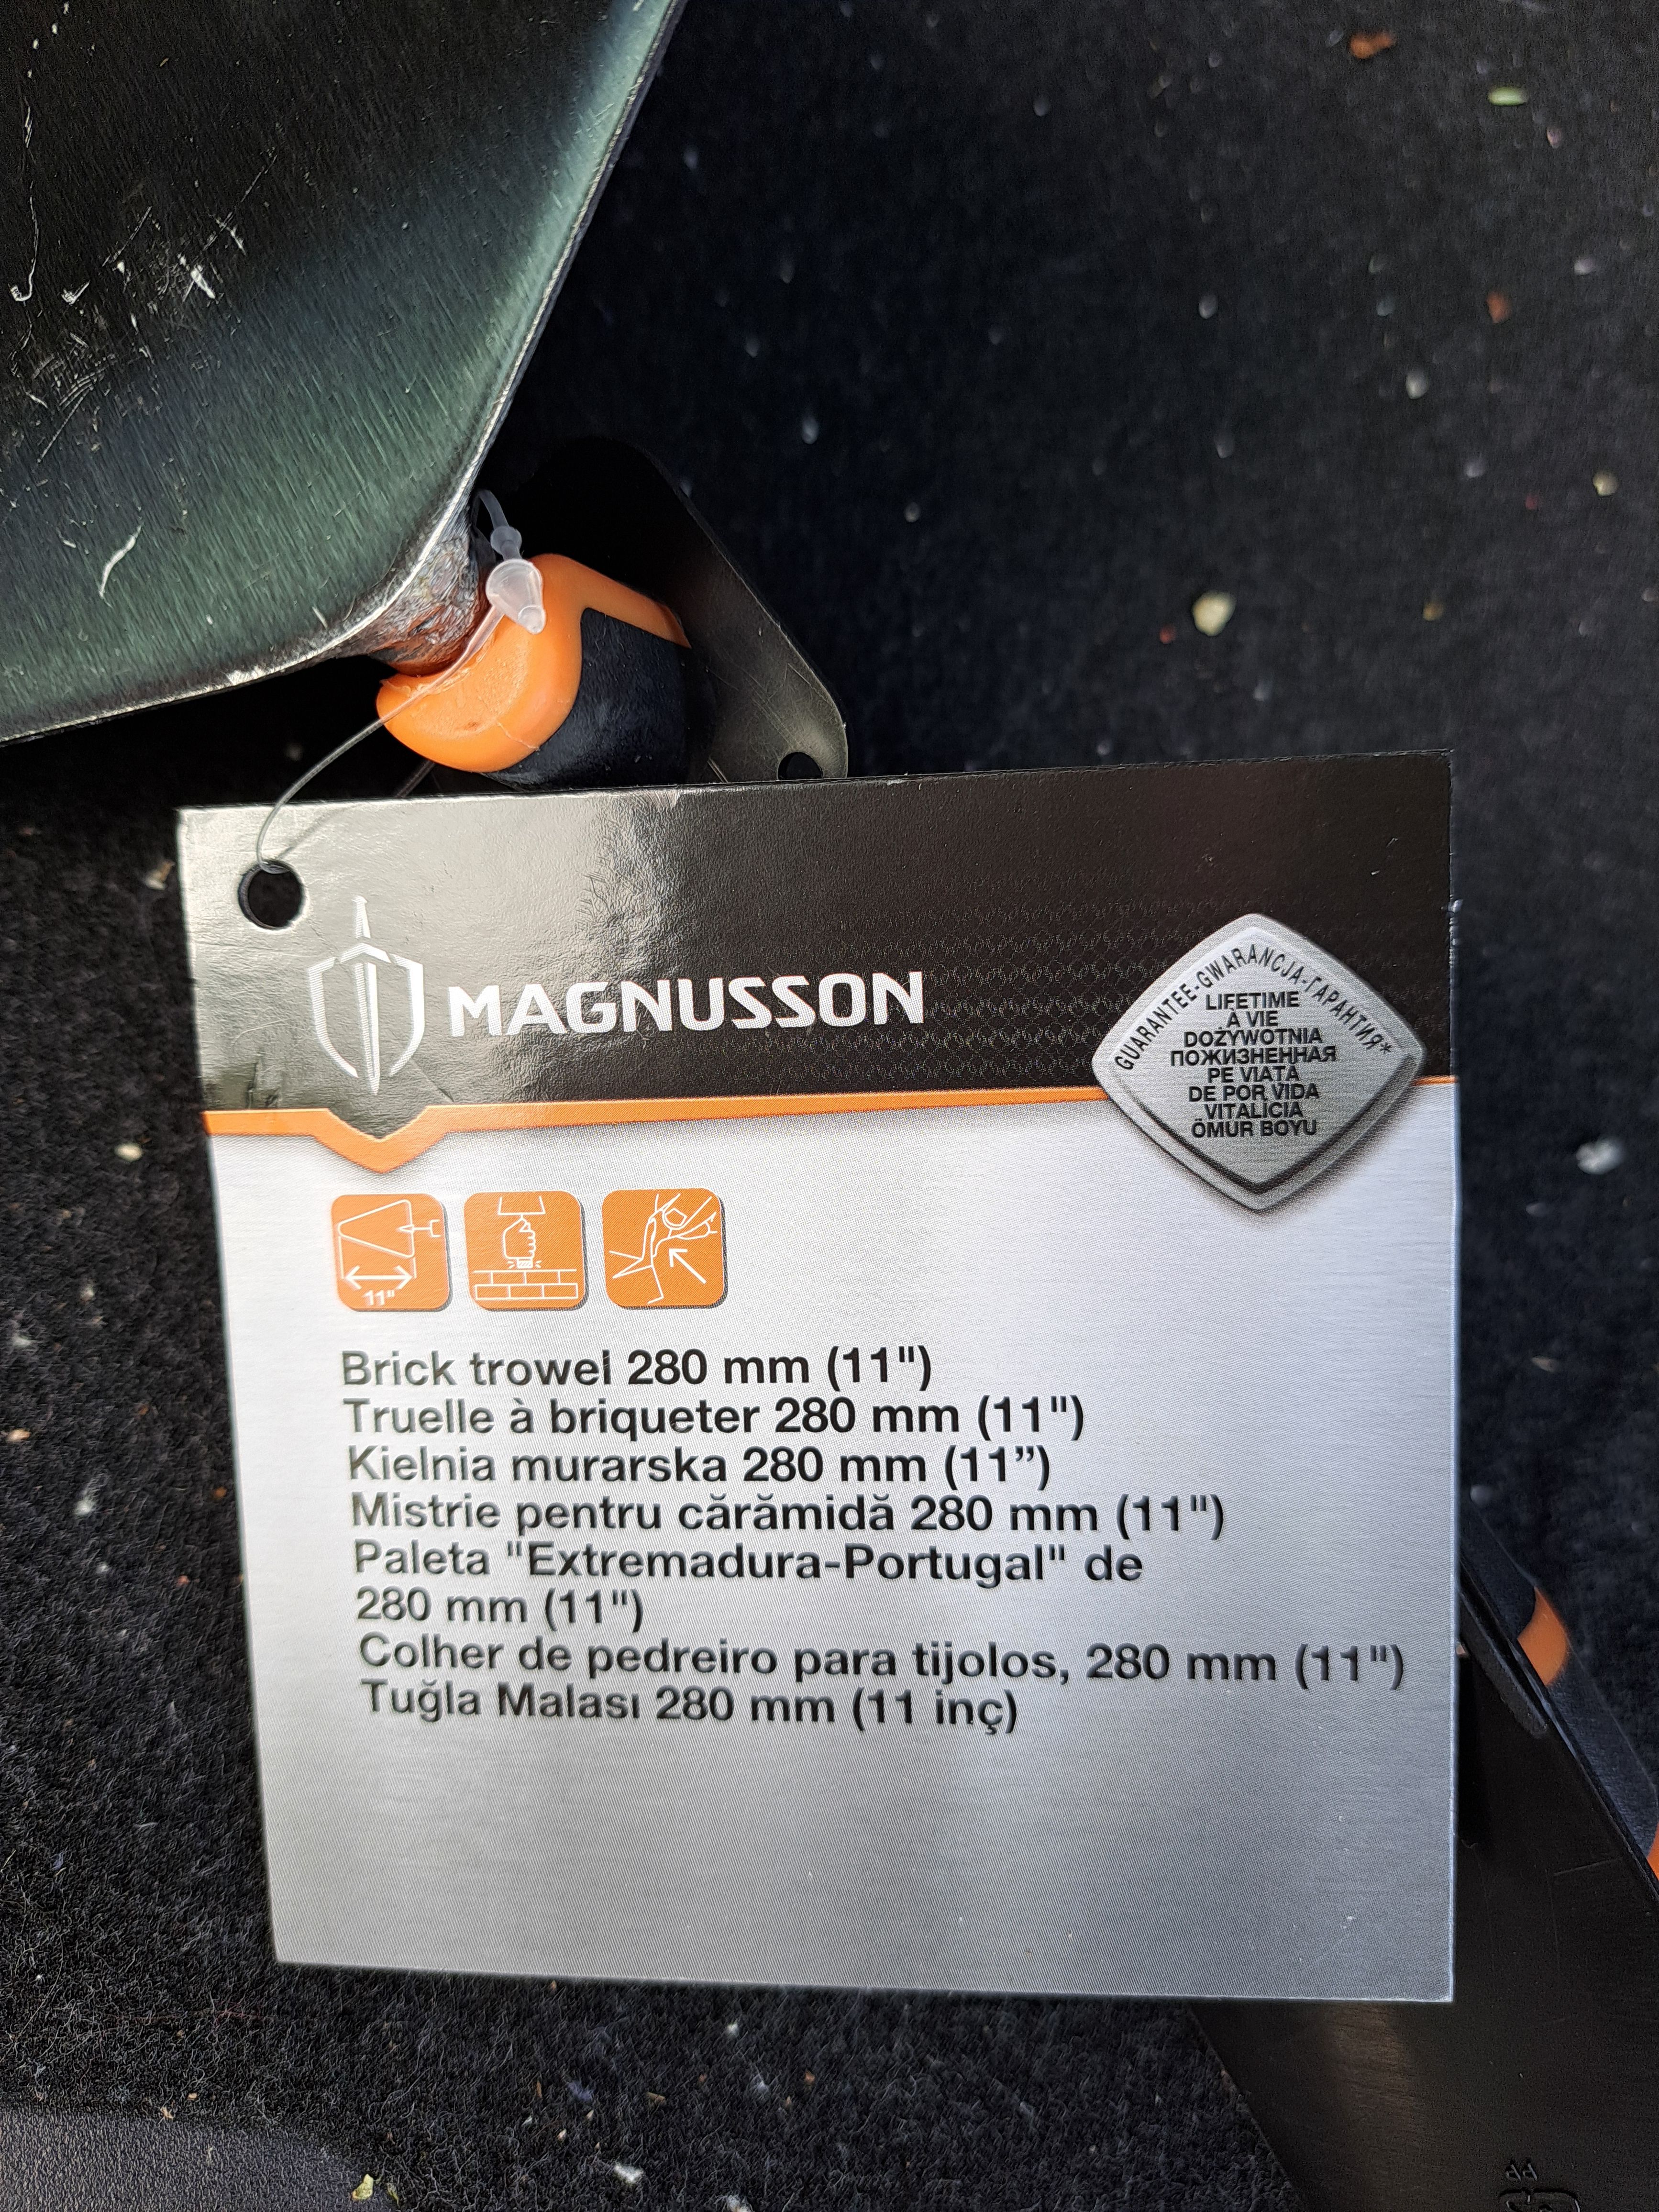 MAGNUSSON
GUARANTEE-GWARANCJA-ГАРАНТИЯ*
LIFETIME
À VIE
DOŻYWOTNIA
ПОЖИЗНЕННАЯ
PE VIAȚĂ
DE POR VIDA
VITALÍCIA
ÖMUR BOYU
11"
Brick trowel 280 mm (11")
Truelle à briqueter 280 mm (11")
Kielnia murarska 280 mm (11”)
Mistrie pentru cărămidă 280 mm (11")
Paleta "Extremadura-Portugal" de
280 mm (11")
Colher de pedreiro para tijolos, 280 mm (11")
Tuğla Malası 280 mm (11 inç)
PP